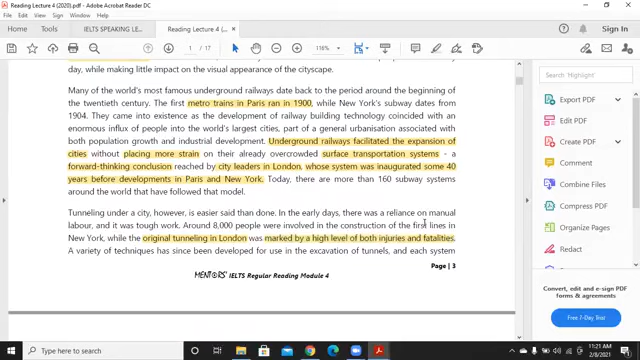 Reading Lecture 4 (2020).pdf - Adobe Acrobat Reader DC
File Edit View Sign Window Help
Home Tools IELTS SPEAKING LECT... Reading Lecture 4 (2... × Sign In
1 / 17 116% Share
day, while making little impact on the visual appearance of the cityscape.
Many of the world's most famous underground railways date back to the period around the beginning of
the twentieth century. The first metro trains in Paris ran in 1900, while New York's subway dates from
1904. They came into existence as the development of railway building technology coincided with an
enormous influx of people into the world's largest cities, part of a general urbanisation associated with
both population growth and industrial development. Underground railways facilitated the expansion of
cities without placing more strain on their already overcrowded surface transportation systems - a
forward-thinking conclusion reached by city leaders in London, whose system was inaugurated some 40
years before developments in Paris and New York. Today, there are more than 160 subway systems
around the world that have followed that model.
Tunneling under a city, however, is easier said than done. In the early days, there was a reliance on manual
labour, and it was tough work. Around 8,000 people were involved in the construction of the first lines in
New York, while the original tunneling in London was marked by a high level of both injuries and fatalities.
A variety of techniques has since been developed for use in the excavation of tunnels, and each system
Page | 3
MENTORS' IELTS Regular Reading Module 4
Search 'Highlight'
Export PDF
Edit PDF
Create PDF
Comment
Combine Files
Compress PDF
Organize Pages
Redact
Convert, edit and e-sign PDF
forms & agreements
Free 7-Day Trial
Type here to search
11:21 AM
2/8/2021